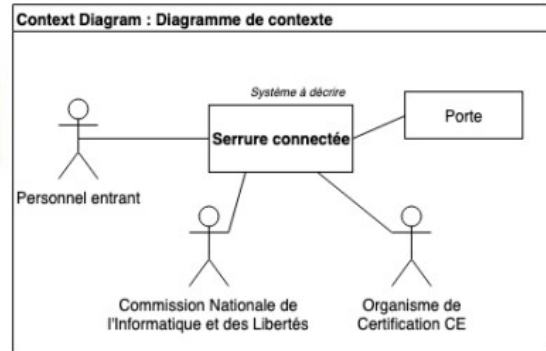 Context Diagram : Diagramme de contexte
Système à décrire
Serrure connectée
Porte
Personnel entrant
Commission Nationale de
l'Informatique et des Libertés
Organisme de
Certification CE